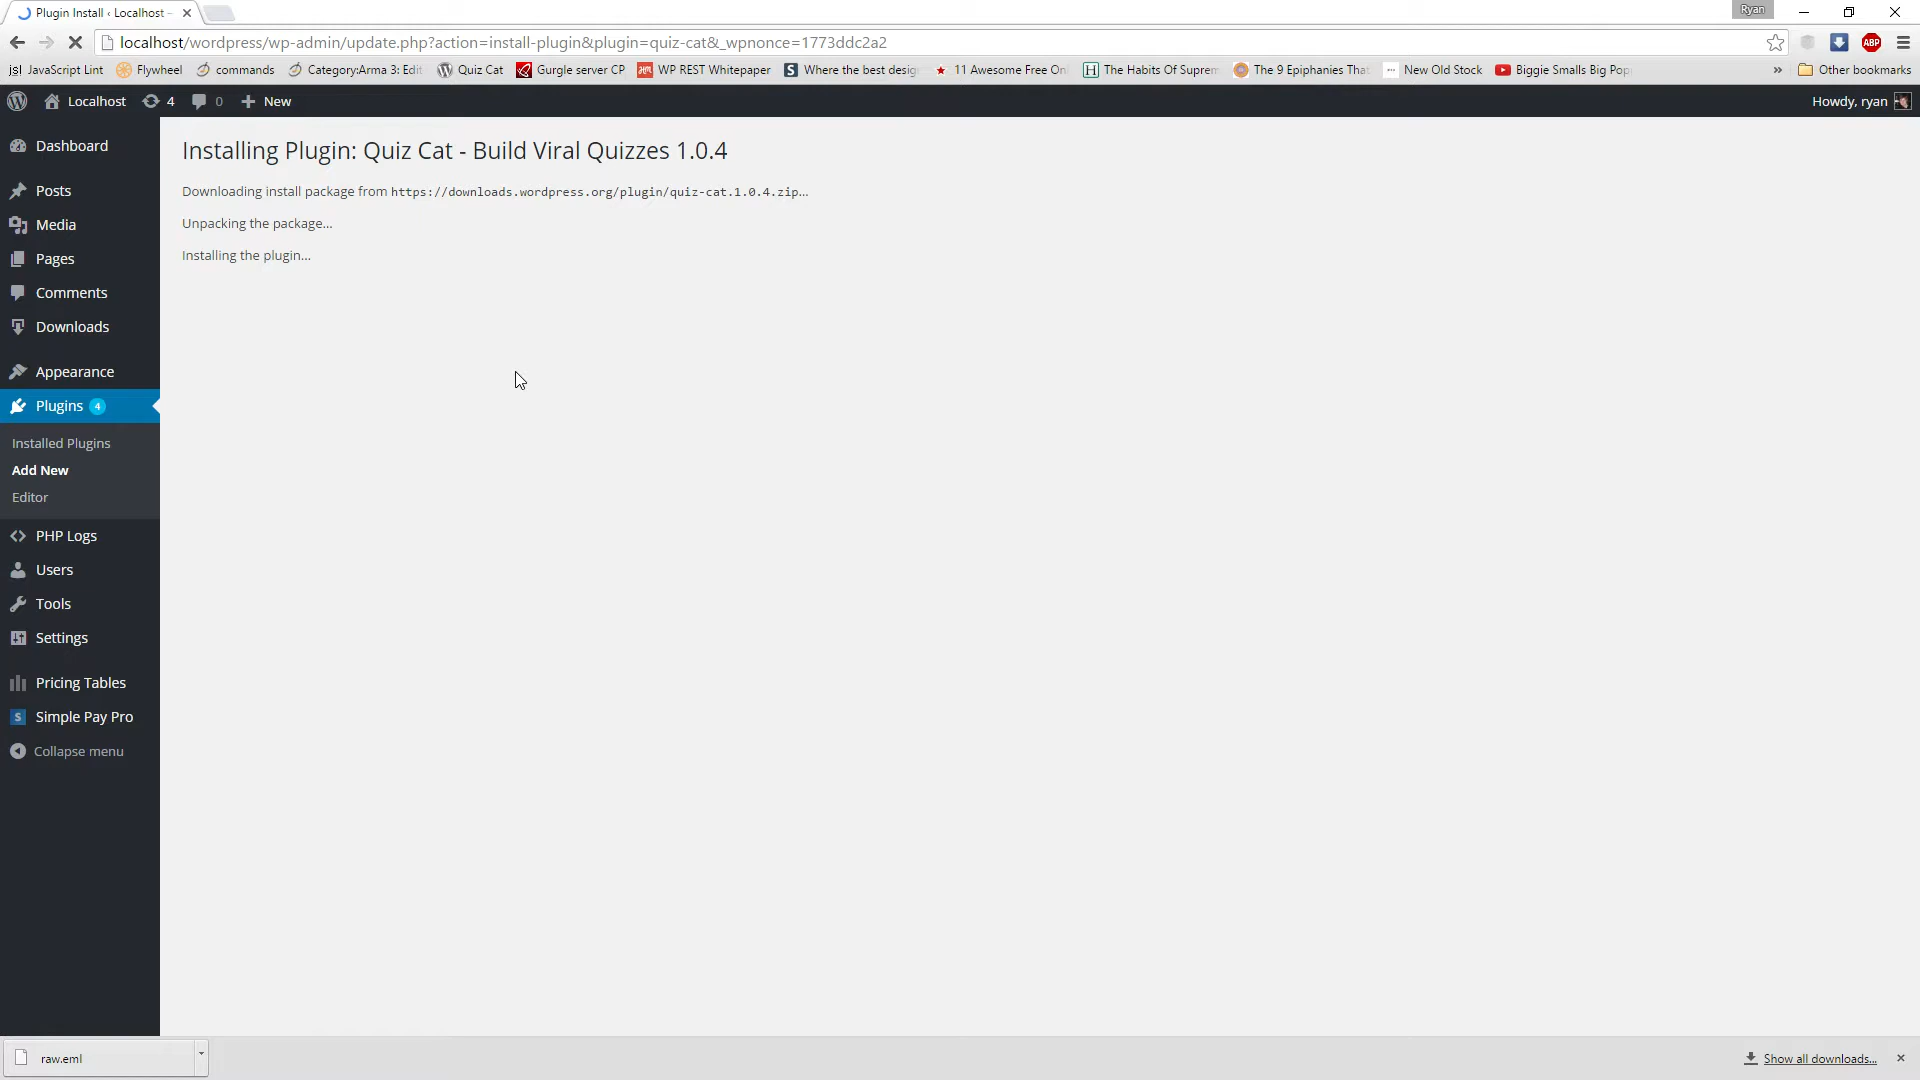 Plugin Install ‹ Localhost -
Ryan
localhost/wordpress/wp-admin/update.php?action=install-plugin&plugin=quiz-cat&_wpnonce=1773ddc2a2
ABP
jsl JavaScript Lint
Flywheel
commands
Category:Arma 3: Edit
Quiz Cat
Gurgle server CP
WP REST Whitepaper
S Where the best desig
11 Awesome Free On
H The Habits Of Suprem
The 9 Epiphanies Tha
New Old Stock
Biggie Smalls Big Pop
»
Other bookmarks
Localhost
4
0
New
Howdy, ryan
Dashboard
Posts
Media
Pages
Comments
Downloads
Appearance
Plugins 4
Installed Plugins
Add New
Editor
PHP Logs
Users
Tools
Settings
Pricing Tables
S Simple Pay Pro
Collapse menu
Installing Plugin: Quiz Cat - Build Viral Quizzes 1.0.4
Downloading install package from https://downloads.wordpress.org/plugin/quiz-cat.1.0.4.zip…
Unpacking the package…
Installing the plugin…
raw.eml
Show all downloads...